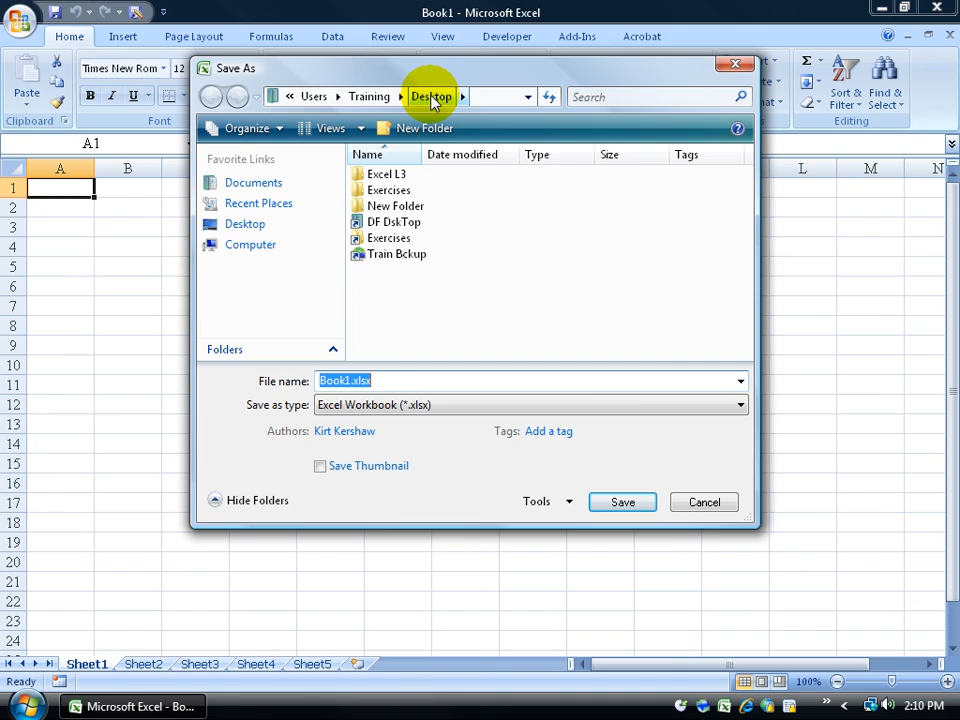 Book1 - Microsoft Excel
Home Insert Page Layout Formulas Data Review View Developer Add-Ins Acrobat
Paste
Times New Rom 12
B I U
Clipboard
Font
Σ
Sort & Filter
Find & Select
Editing
A1
Save As
« Users Training Desktop
Search
Organize Views New Folder
Favorite Links
Documents
Recent Places
Desktop
Computer
Folders
Name Date modified Type Size Tags
Excel L3
Exercises
New Folder
DF DskTop
Exercises
Train Bckup
File name: Book1.xlsx
Save as type: Excel Workbook (*.xlsx)
Authors: Kirt Kershaw Tags: Add a tag
Save Thumbnail
Hide Folders Tools Save Cancel
A B L M N
1
2
3
4
5
6
7
8
9
10
11
12
13
14
15
16
17
18
19
20
21
22
23
24
Sheet1 Sheet2 Sheet3 Sheet4 Sheet5
Ready 100%
Microsoft Excel - Bo... 2:10 PM